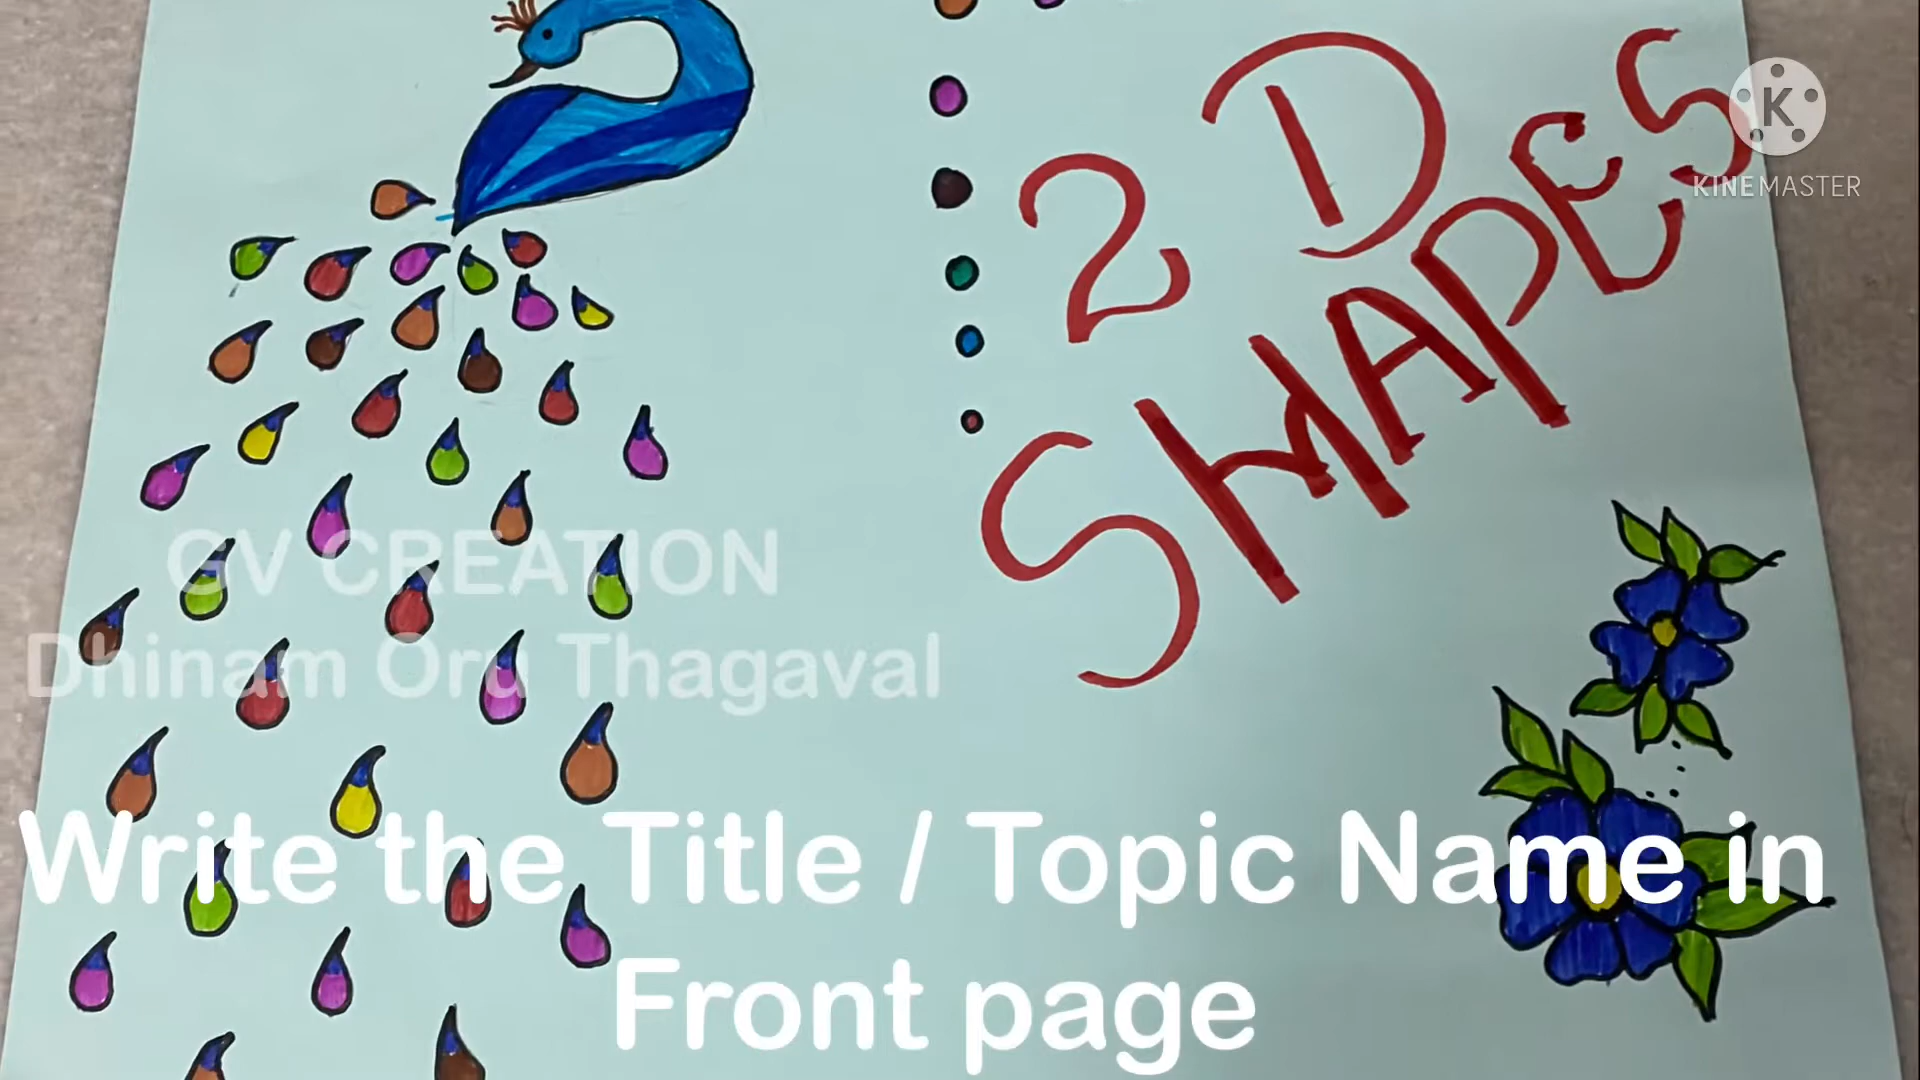 2 D
SHAPES
KINEMASTER
GV CREATION
Dhinam Oru Thagaval
Write the Title / Topic Name in
Front page